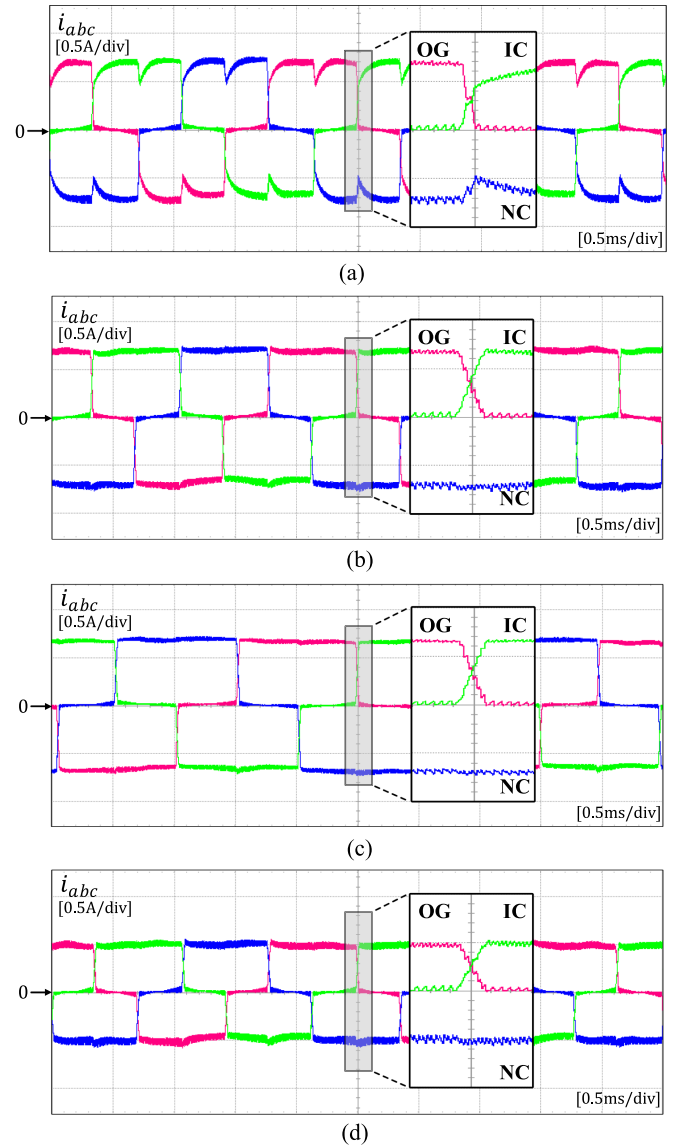 i_abc
[0.5A/div]
OG IC
0
NC
[0.5ms/div]
(a)
i_abc
[0.5A/div]
OG IC
0
NC
[0.5ms/div]
(b)
i_abc
[0.5A/div]
OG IC
0
NC
[0.5ms/div]
(c)
i_abc
[0.5A/div]
OG IC
0
NC
[0.5ms/div]
(d)